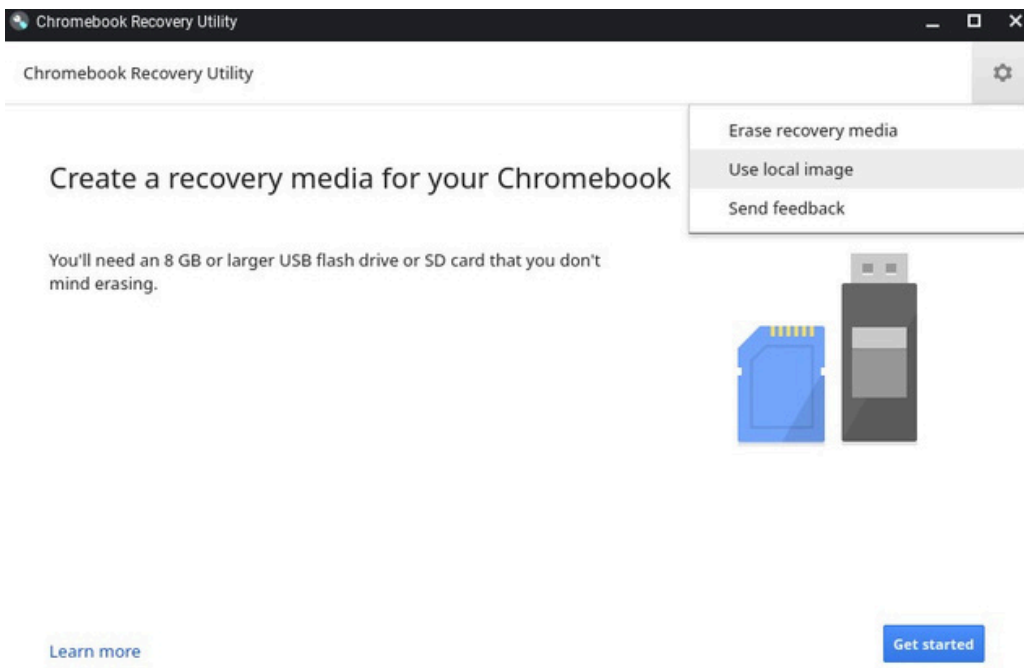 Chromebook Recovery Utility
Chromebook Recovery Utility
Erase recovery media
Use local image
Send feedback
Create a recovery media for your Chromebook
You'll need an 8 GB or larger USB flash drive or SD card that you don't
mind erasing.
Learn more
Get started